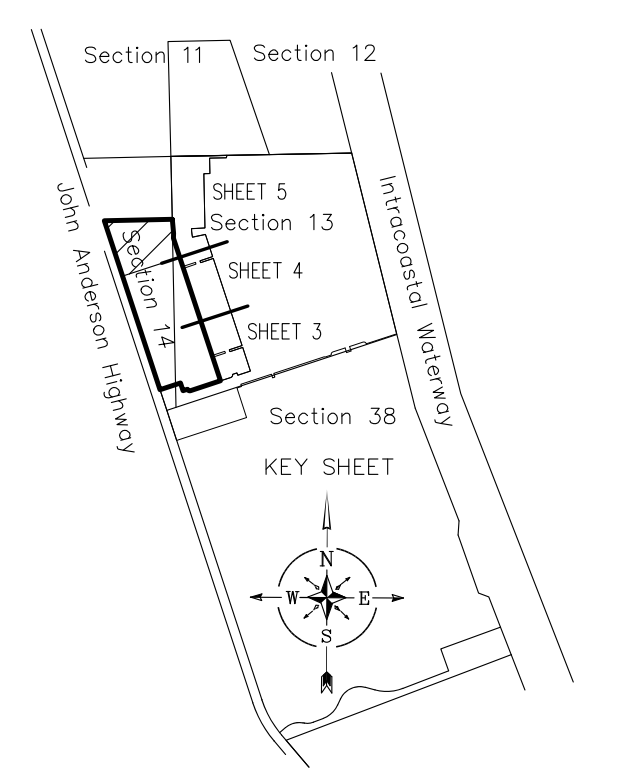 Section 11
Section 12
SHEET 5
Section 13
Section 14
SHEET 4
SHEET 3
John Anderson Highway
Intracoastal Waterway
Section 38
KEY SHEET
N
W
E
S